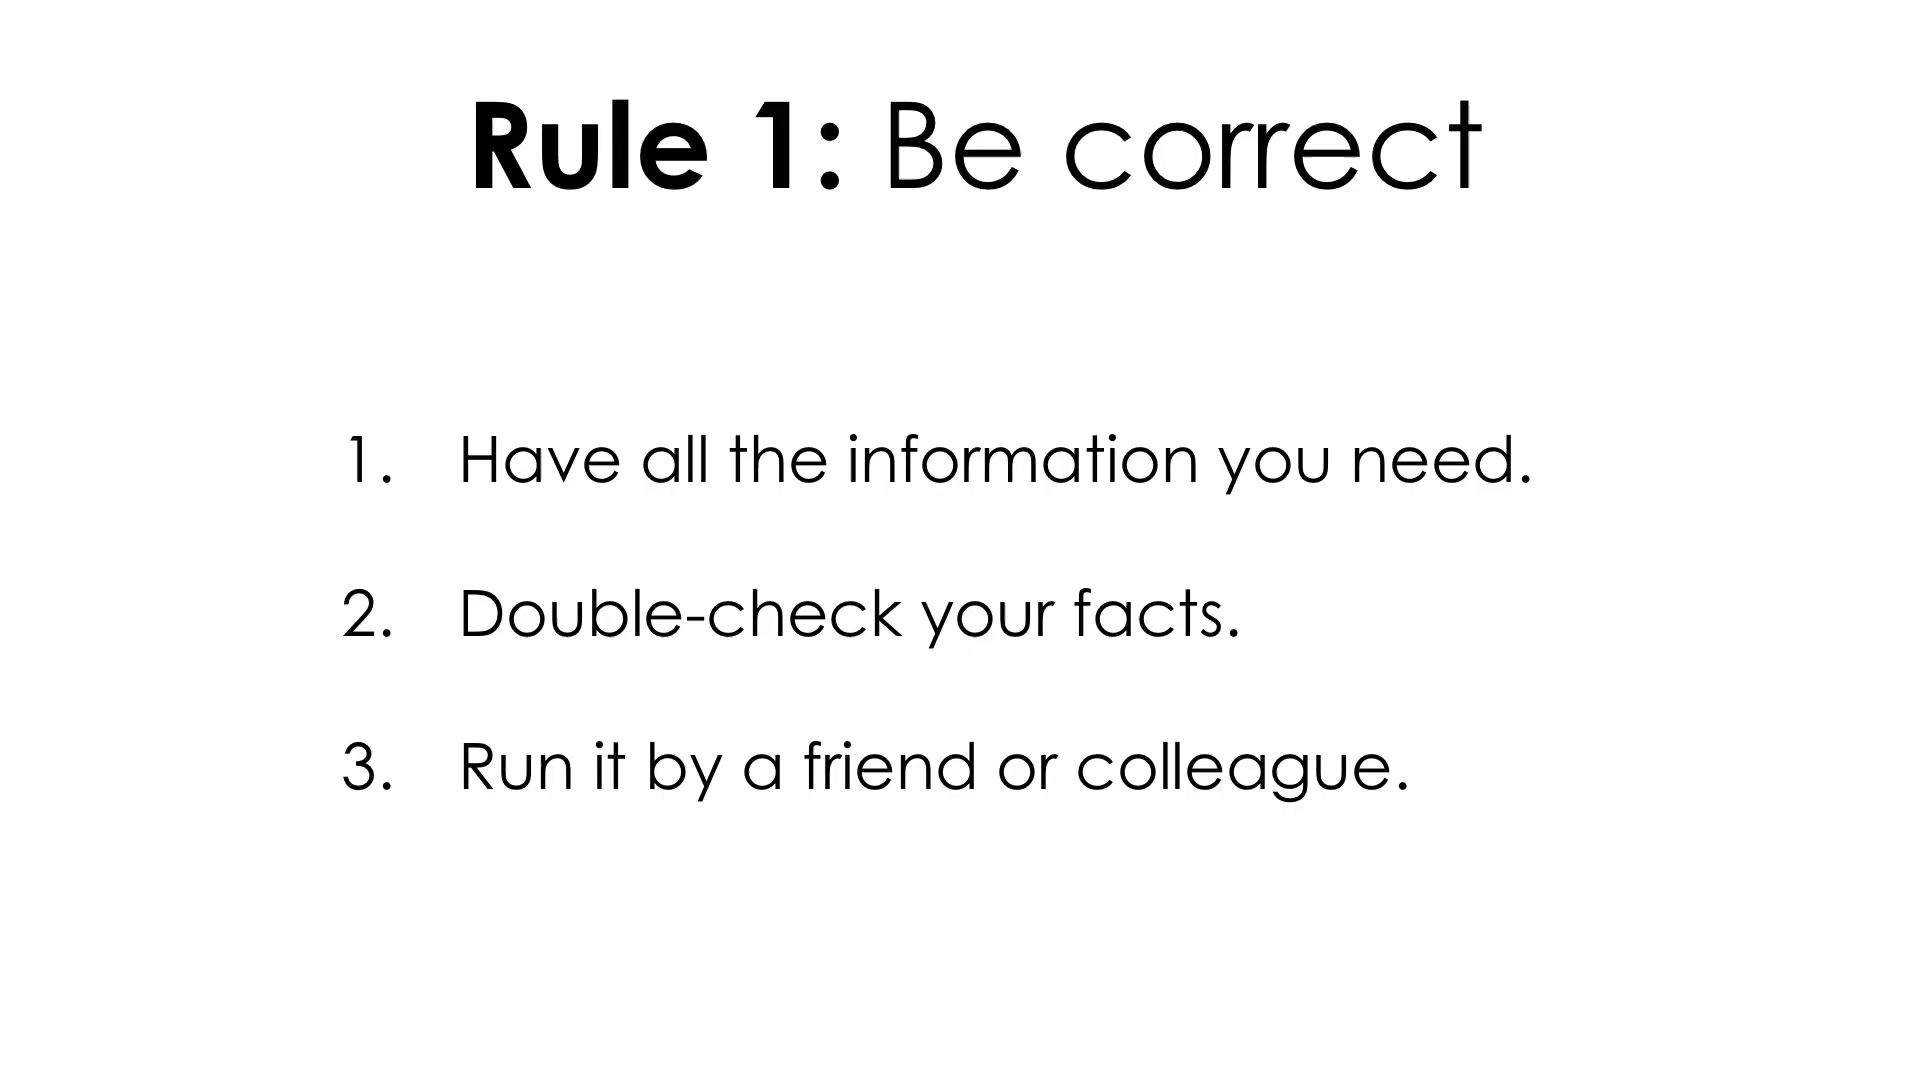 Rule 1: Be correct
1. Have all the information you need.
2. Double-check your facts.
3. Run it by a friend or colleague.